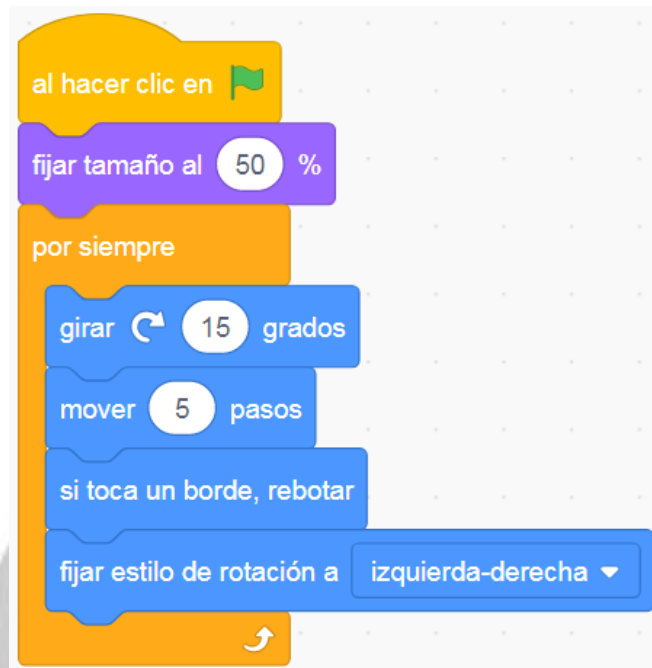 al hacer clic en
fijar tamaño al 50 %
por siempre
girar 15 grados
mover 5 pasos
si toca un borde, rebotar
fijar estilo de rotación a izquierda-derecha